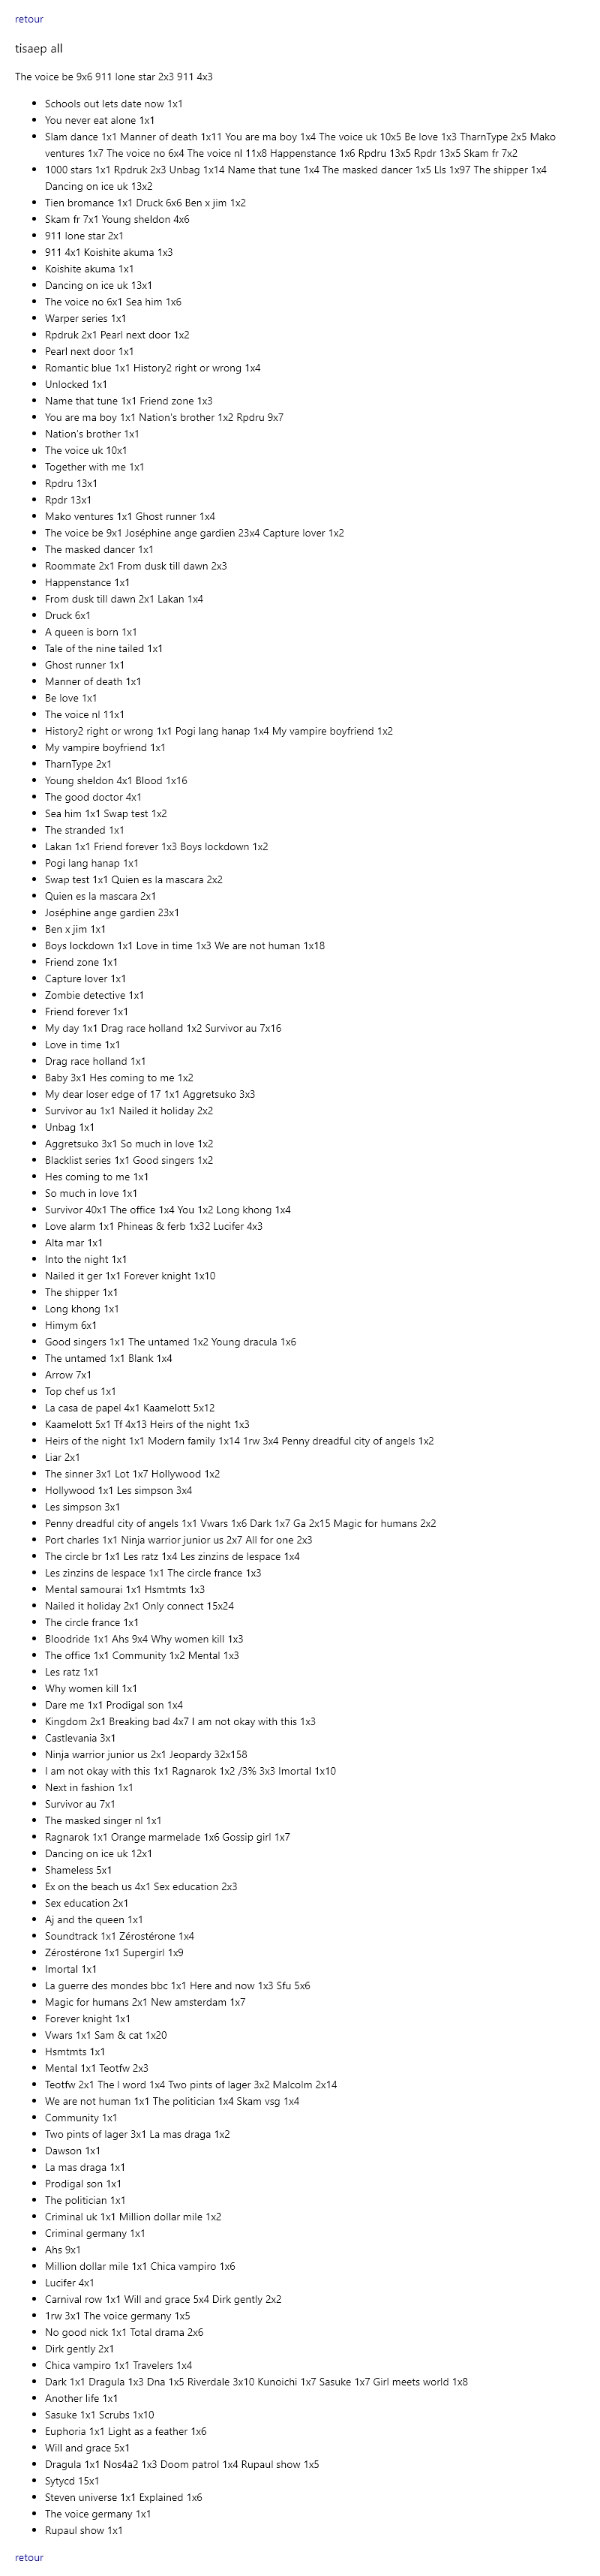 retour
tisaep all
The voice be 9x6 911 lone star 2x3 911 4x3
Schools out lets date now 1x1
You never eat alone 1x1
Slam dance 1x1 Manner of death 1x11 You are ma boy 1x4 The voice uk 10x5 Be love 1x3 TharnType 2x5 Mako
ventures 1x7 The voice no 6x4 The voice nl 11x8 Happenstance 1x6 Rpdru 13x5 Rpdr 13x5 Skam fr 7x2
1000 stars 1x1 Rpdruk 2x3 Unbag 1x14 Name that tune 1x4 The masked dancer 1x5 Lls 1x97 The shipper 1x4
Dancing on ice uk 13x2
Tien bromance 1x1 Druck 6x6 Ben x jim 1x2
Skam fr 7x1 Young sheldon 4x6
911 lone star 2x1
911 4x1 Koishite akuma 1x3
Koishite akuma 1x1
Dancing on ice uk 13x1
The voice no 6x1 Sea him 1x6
Warper series 1x1
Rpdruk 2x1 Pearl next door 1x2
Pearl next door 1x1
Romantic blue 1x1 History2 right or wrong 1x4
Unlocked 1x1
Name that tune 1x1 Friend zone 1x3
You are ma boy 1x1 Nation's brother 1x2 Rpdru 9x7
Nation's brother 1x1
The voice uk 10x1
Together with me 1x1
Rpdru 13x1
Rpdr 13x1
Mako ventures 1x1 Ghost runner 1x4
The voice be 9x1 Joséphine ange gardien 23x4 Capture lover 1x2
The masked dancer 1x1
Roommate 2x1 From dusk till dawn 2x3
Happenstance 1x1
From dusk till dawn 2x1 Lakan 1x4
Druck 6x1
A queen is born 1x1
Tale of the nine tailed 1x1
Ghost runner 1x1
Manner of death 1x1
Be love 1x1
The voice nl 11x1
History2 right or wrong 1x1 Pogi lang hanap 1x4 My vampire boyfriend 1x2
My vampire boyfriend 1x1
TharnType 2x1
Young sheldon 4x1 Blood 1x16
The good doctor 4x1
Sea him 1x1 Swap test 1x2
The stranded 1x1
Lakan 1x1 Friend forever 1x3 Boys lockdown 1x2
Pogi lang hanap 1x1
Swap test 1x1 Quien es la mascara 2x2
Quien es la mascara 2x1
Joséphine ange gardien 23x1
Ben x jim 1x1
Boys lockdown 1x1 Love in time 1x3 We are not human 1x18
Friend zone 1x1
Capture lover 1x1
Zombie detective 1x1
Friend forever 1x1
My day 1x1 Drag race holland 1x2 Survivor au 7x16
Love in time 1x1
Drag race holland 1x1
Baby 3x1 Hes coming to me 1x2
My dear loser edge of 17 1x1 Aggretsuko 3x3
Survivor au 1x1 Nailed it holiday 2x2
Unbag 1x1
Aggretsuko 3x1 So much in love 1x2
Blacklist series 1x1 Good singers 1x2
Hes coming to me 1x1
So much in love 1x1
Survivor 40x1 The office 1x4 You 1x2 Long khong 1x4
Love alarm 1x1 Phineas & ferb 1x32 Lucifer 4x3
Alta mar 1x1
Into the night 1x1
Nailed it ger 1x1 Forever knight 1x10
The shipper 1x1
Long khong 1x1
Himym 6x1
Good singers 1x1 The untamed 1x2 Young dracula 1x6
The untamed 1x1 Blank 1x4
Arrow 7x1
Top chef us 1x1
La casa de papel 4x1 Kaamelott 5x12
Kaamelott 5x1 Tf 4x13 Heirs of the night 1x3
Heirs of the night 1x1 Modern family 1x14 1rw 3x4 Penny dreadful city of angels 1x2
Liar 2x1
The sinner 3x1 Lot 1x7 Hollywood 1x2
Hollywood 1x1 Les simpson 3x4
Les simpson 3x1
Penny dreadful city of angels 1x1 Vwars 1x6 Dark 1x7 Ga 2x15 Magic for humans 2x2
Port charles 1x1 Ninja warrior junior us 2x7 All for one 2x3
The circle br 1x1 Les ratz 1x4 Les zinzins de lespace 1x4
Les zinzins de lespace 1x1 The circle france 1x3
Mental samourai 1x1 Hsmtmts 1x3
Nailed it holiday 2x1 Only connect 15x24
The circle france 1x1
Bloodride 1x1 Ahs 9x4 Why women kill 1x3
The office 1x1 Community 1x2 Mental 1x3
Les ratz 1x1
Why women kill 1x1
Dare me 1x1 Prodigal son 1x4
Kingdom 2x1 Breaking bad 4x7 I am not okay with this 1x3
Castlevania 3x1
Ninja warrior junior us 2x1 Jeopardy 32x158
I am not okay with this 1x1 Ragnarok 1x2 /3% 3x3 Imortal 1x10
Next in fashion 1x1
Survivor au 7x1
The masked singer nl 1x1
Ragnarok 1x1 Orange marmelade 1x6 Gossip girl 1x7
Dancing on ice uk 12x1
Shameless 5x1
Ex on the beach us 4x1 Sex education 2x3
Sex education 2x1
Aj and the queen 1x1
Soundtrack 1x1 Zérostérone 1x4
Zérostérone 1x1 Supergirl 1x9
Imortal 1x1
La guerre des mondes bbc 1x1 Here and now 1x3 Sfu 5x6
Magic for humans 2x1 New amsterdam 1x7
Forever knight 1x1
Vwars 1x1 Sam & cat 1x20
Hsmtmts 1x1
Mental 1x1 Teotfw 2x3
Teotfw 2x1 The l word 1x4 Two pints of lager 3x2 Malcolm 2x14
We are not human 1x1 The politician 1x4 Skam vsg 1x4
Community 1x1
Two pints of lager 3x1 La mas draga 1x2
Dawson 1x1
La mas draga 1x1
Prodigal son 1x1
The politician 1x1
Criminal uk 1x1 Million dollar mile 1x2
Criminal germany 1x1
Ahs 9x1
Million dollar mile 1x1 Chica vampiro 1x6
Lucifer 4x1
Carnival row 1x1 Will and grace 5x4 Dirk gently 2x2
1rw 3x1 The voice germany 1x5
No good nick 1x1 Total drama 2x6
Dirk gently 2x1
Chica vampiro 1x1 Travelers 1x4
Dark 1x1 Dragula 1x3 Dna 1x5 Riverdale 3x10 Kunoichi 1x7 Sasuke 1x7 Girl meets world 1x8
Another life 1x1
Sasuke 1x1 Scrubs 1x10
Euphoria 1x1 Light as a feather 1x6
Will and grace 5x1
Dragula 1x1 Nos4a2 1x3 Doom patrol 1x4 Rupaul show 1x5
Sytycd 15x1
Steven universe 1x1 Explained 1x6
The voice germany 1x1
Rupaul show 1x1
retour